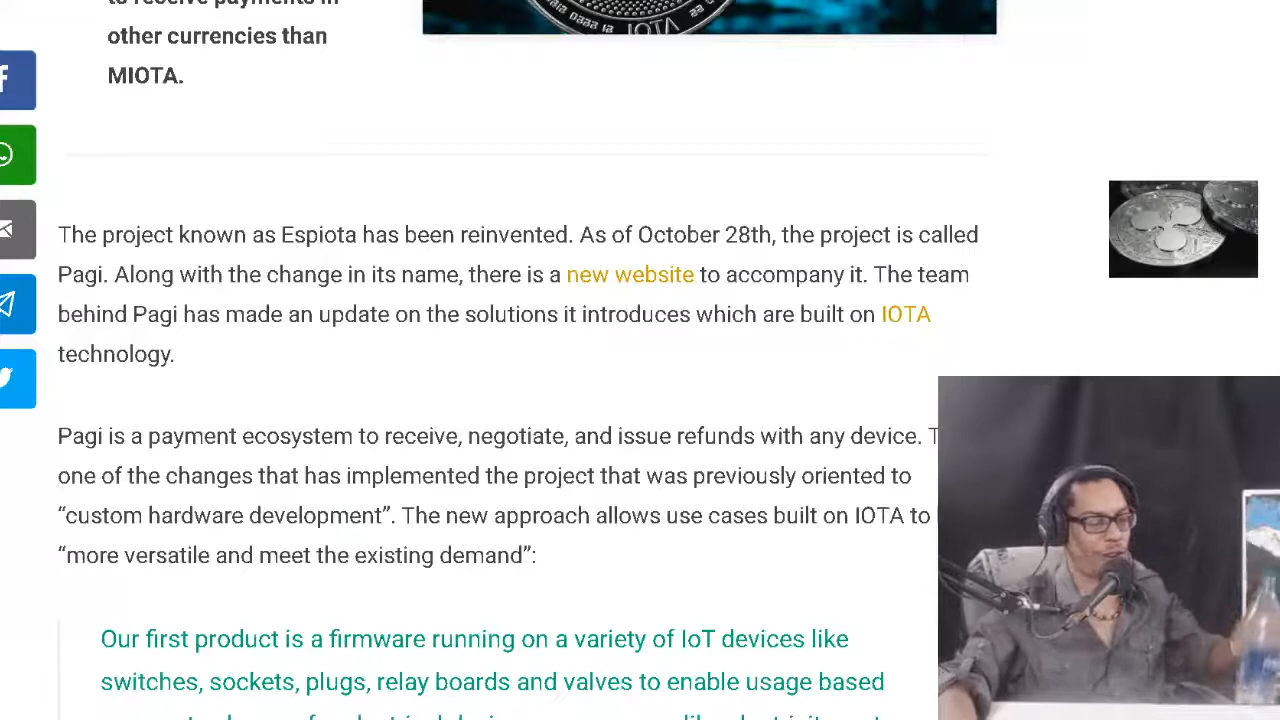 to receive payments in
other currencies than
MIOTA.
IOTA
The project known as Espiota has been reinvented. As of October 28th, the project is called
Pagi. Along with the change in its name, there is a new website to accompany it. The team
behind Pagi has made an update on the solutions it introduces which are built on IOTA
technology.
Pagi is a payment ecosystem to receive, negotiate, and issue refunds with any device. T
one of the changes that has implemented the project that was previously oriented to
“custom hardware development”. The new approach allows use cases built on IOTA to
“more versatile and meet the existing demand”:
Our first product is a firmware running on a variety of IoT devices like
switches, sockets, plugs, relay boards and valves to enable usage based